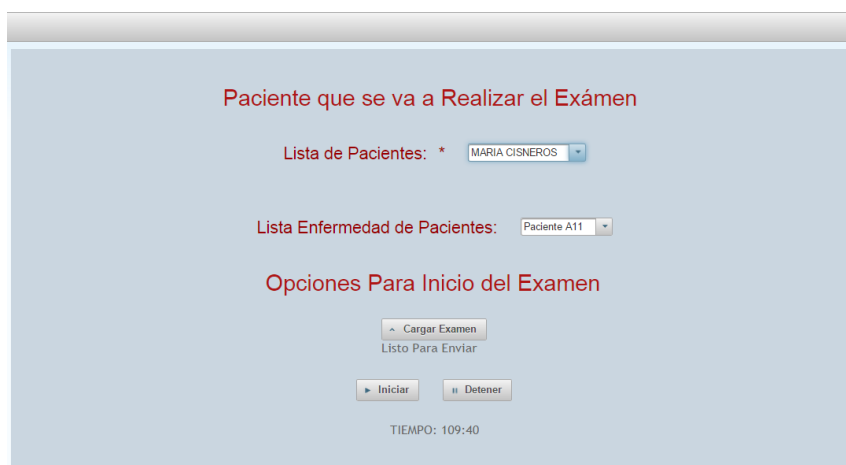 Paciente que se va a Realizar el Exámen
Lista de Pacientes: * MARIA CISNEROS
Lista Enfermedad de Pacientes: Paciente A11
Opciones Para Inicio del Examen
Cargar Examen
Listo Para Enviar
Iniciar Detener
TIEMPO: 109:40